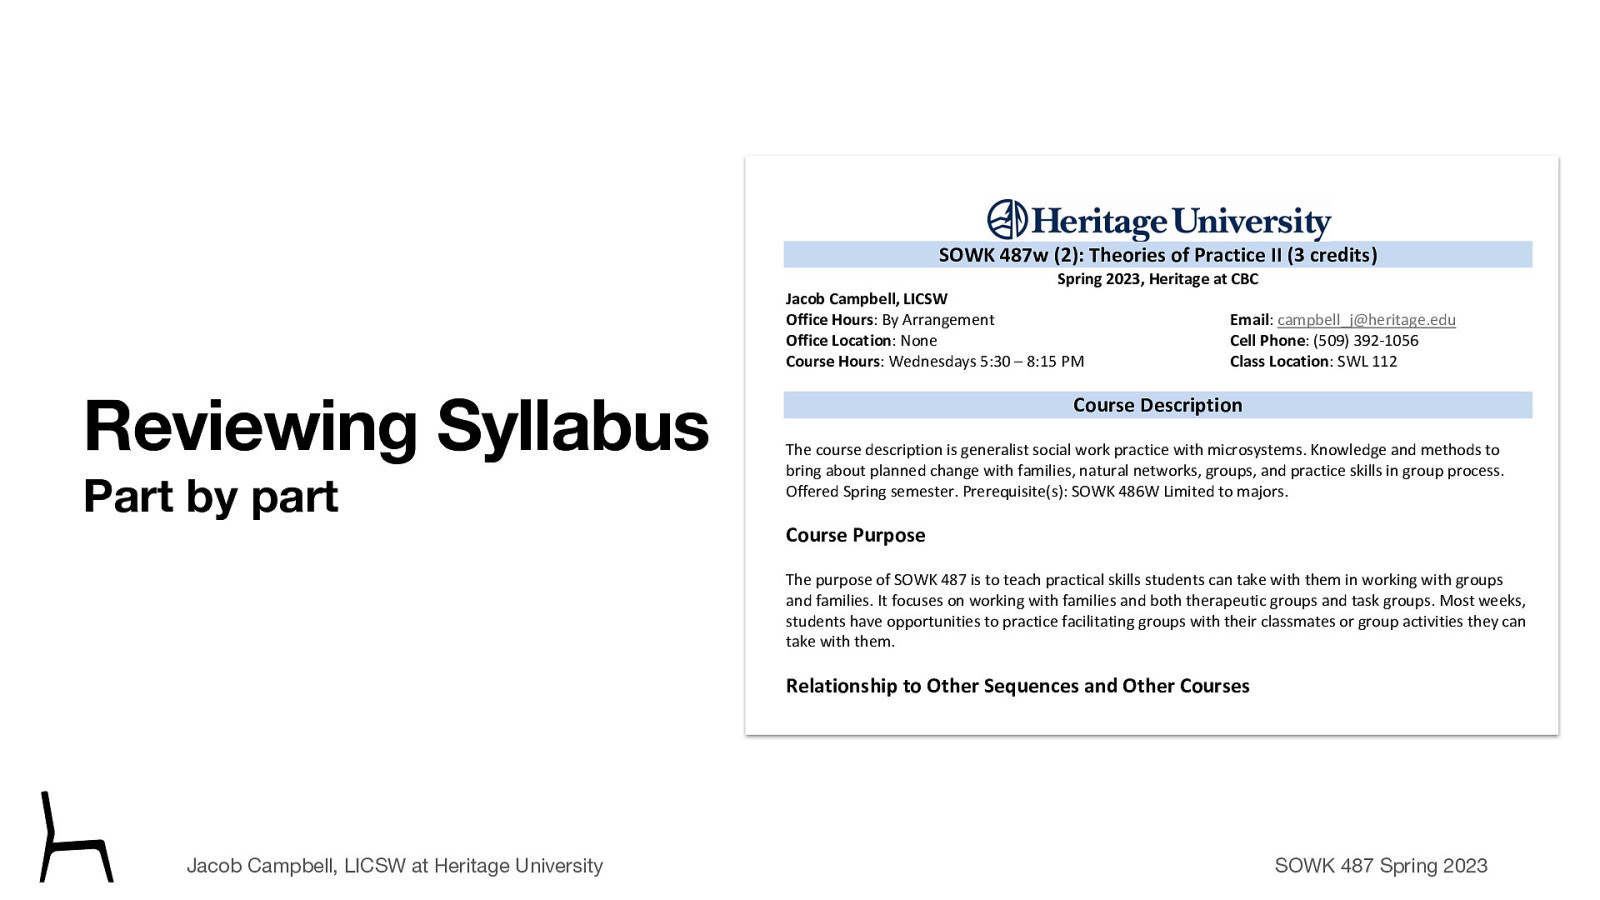 Reviewing Syllabus
Part by part
Heritage University
SOWK 487w (2): Theories of Practice II (3 credits)
Spring 2023, Heritage at CBC
Jacob Campbell, LICSW
Office Hours: By Arrangement
Email: campbell_j@heritage.edu
Office Location: None
Cell Phone: (509) 392-1056
Course Hours: Wednesdays 5:30 – 8:15 PM
Class Location: SWL 112
Course Description
The course description is generalist social work practice with microsystems. Knowledge and methods to
bring about planned change with families, natural networks, groups, and practice skills in group process.
Offered Spring semester. Prerequisite(s): SOWK 486W Limited to majors.
Course Purpose
The purpose of SOWK 487 is to teach practical skills students can take with them in working with groups
and families. It focuses on working with families and both therapeutic groups and task groups. Most weeks,
students have opportunities to practice facilitating groups with their classmates or group activities they can
take with them.
Relationship to Other Sequences and Other Courses
Jacob Campbell, LICSW at Heritage University
SOWK 487 Spring 2023